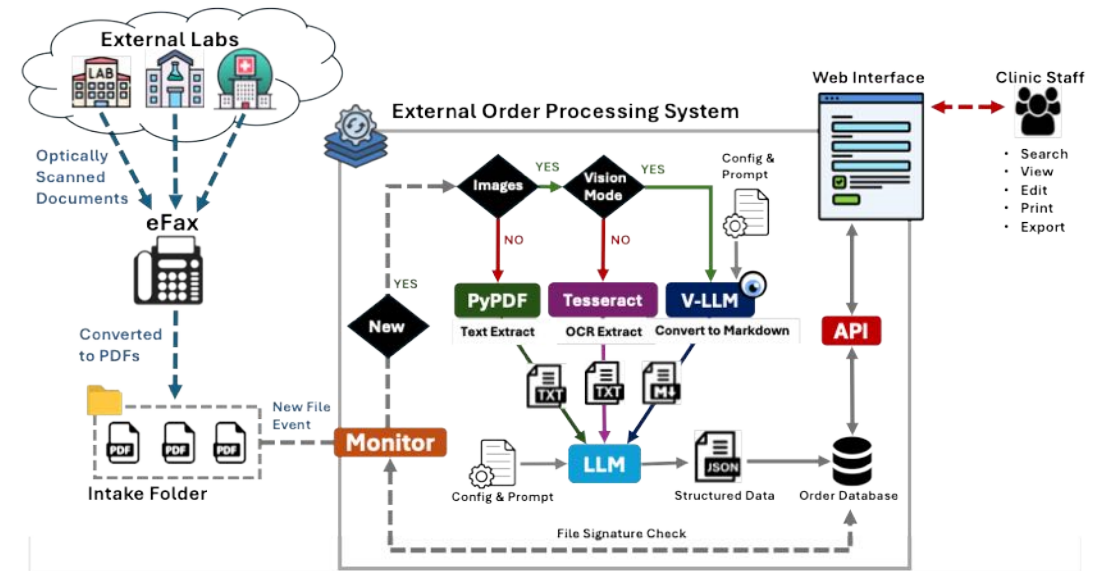 External Labs
LAB
Optically
Scanned
Documents
eFax
Converted
to PDFs
PDF
PDF
PDF
Intake Folder
New File
Event
External Order Processing System
Monitor
New
YES
Images
YES
NO
Vision
Mode
YES
NO
Config &
Prompt
PyPDF
Text Extract
Tesseract
OCR Extract
V-LLM
Convert to Markdown
TXT
TXT
M↓
Config & Prompt
LLM
JSON
Structured Data
Order Database
File Signature Check
API
Web Interface
Clinic Staff
• Search
• View
• Edit
• Print
• Export